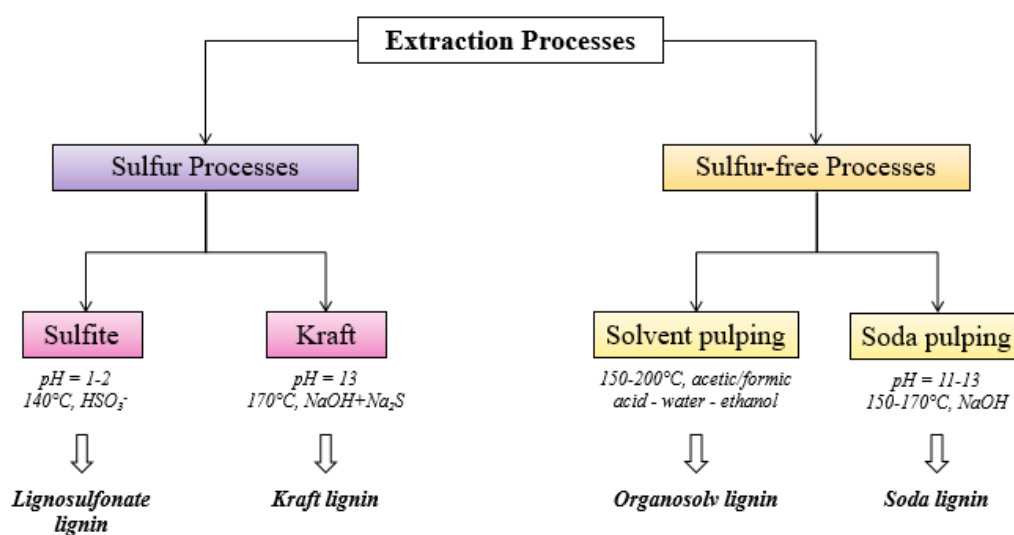 Extraction Processes
Sulfur Processes
Sulfur-free Processes
Sulfite
Kraft
Solvent pulping
Soda pulping
pH = 1-2
140°C, HSO₃⁻
pH = 13
170°C, NaOH+Na₂S
150-200°C, acetic/formic
acid - water - ethanol
pH = 11-13
150-170°C, NaOH
Lignosulfonate
lignin
Kraft lignin
Organosolv lignin
Soda lignin